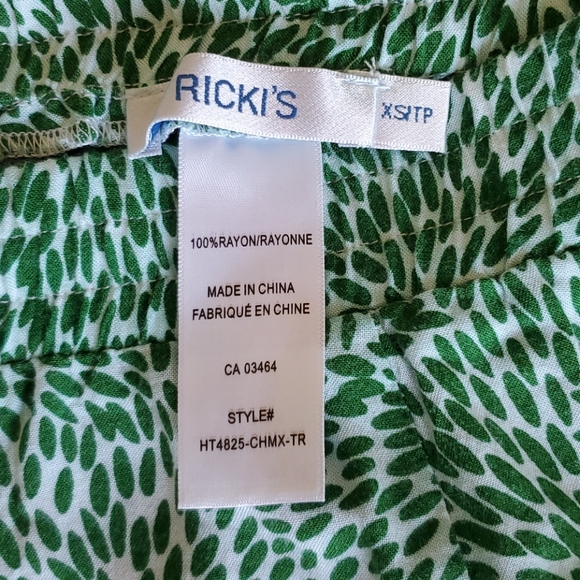 RICKI'S
XS/TP
100%RAYON/RAYONNE
MADE IN CHINA
FABRIQUÉ EN CHINE
CA 03464
STYLE#
HT4825-CHMX-TR